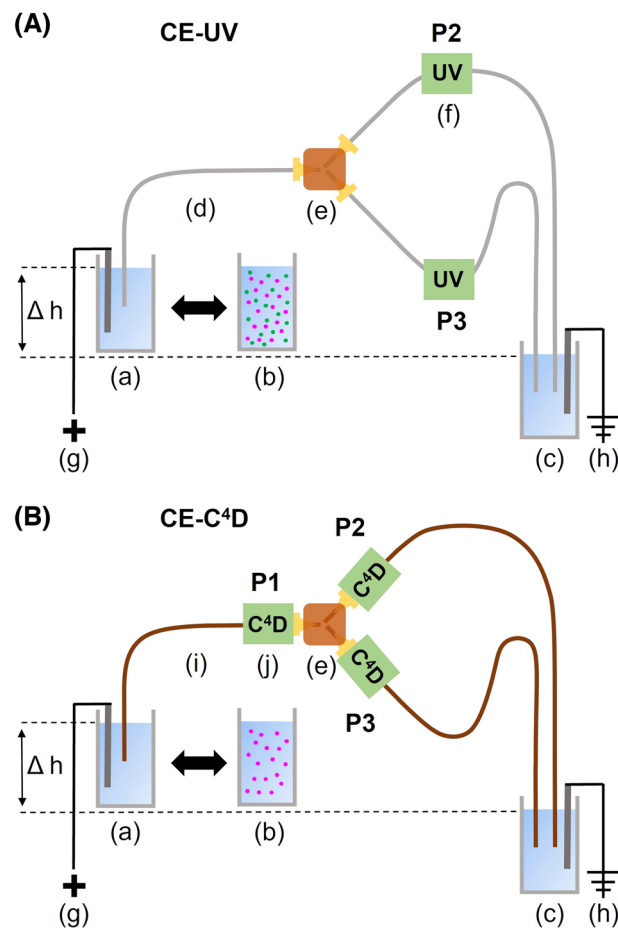 (A)
CE-UV
P2
UV
(f)
(d)
(e)
UV
P3
Δ h
(a)
(b)
+
(g)
(c)
(h)
(B)
CE-C⁴D
P2
P1
C⁴D
C⁴D
(i)
(j)
(e)
C⁴D
P3
Δ h
(a)
(b)
+
(g)
(c)
(h)